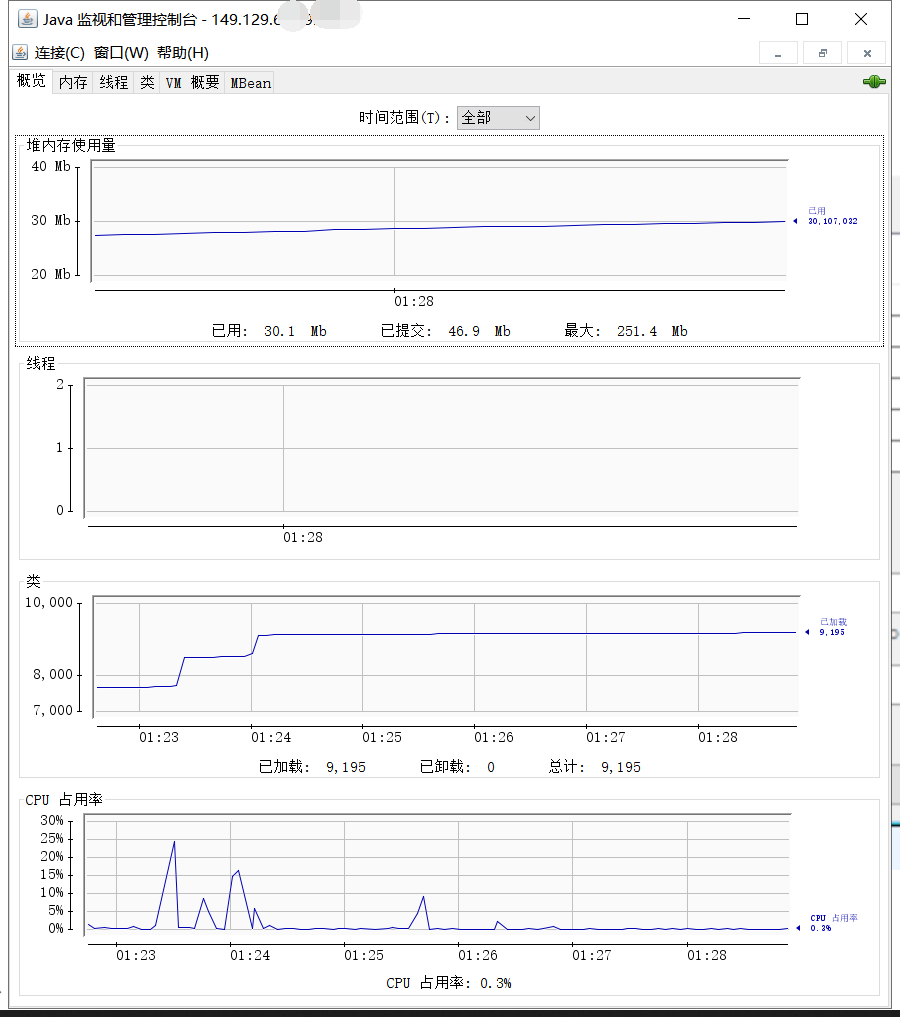 Java 监视和管理控制台 - 149.129.6
连接(C) 窗口(W) 帮助(H)
概览 内存 线程 类 VM 概要 MBean
时间范围(T): 全部
堆内存使用量
40 Mb
30 Mb
20 Mb
已用
30,107,032
01:28
已用: 30.1 Mb 已提交: 46.9 Mb 最大: 251.4 Mb
线程
2
1
0
01:28
类
10,000
8,000
7,000
已加载
9,195
01:23 01:24 01:25 01:26 01:27 01:28
已加载: 9,195 已卸载: 0 总计: 9,195
CPU 占用率
30%
25%
20%
15%
10%
5%
0%
CPU 占用率
0.3%
01:23 01:24 01:25 01:26 01:27 01:28
CPU 占用率: 0.3%